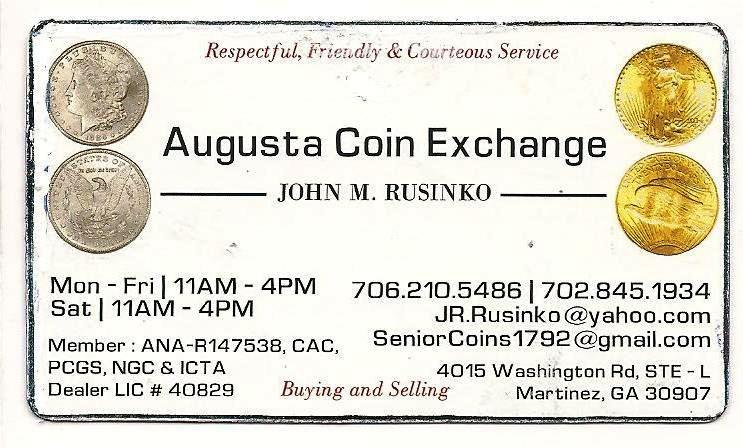 Respectful, Friendly & Courteous Service
Augusta Coin Exchange
JOHN M. RUSINKO
Mon - Fri | 11AM - 4PM
Sat | 11AM - 4PM
Member : ANA-R147538, CAC,
PCGS, NGC & ICTA
Dealer LIC # 40829
706.210.5486 | 702.845.1934
JR.Rusinko@yahoo.com
SeniorCoins1792@gmail.com
4015 Washington Rd, STE - L
Martinez, GA 30907
Buying and Selling